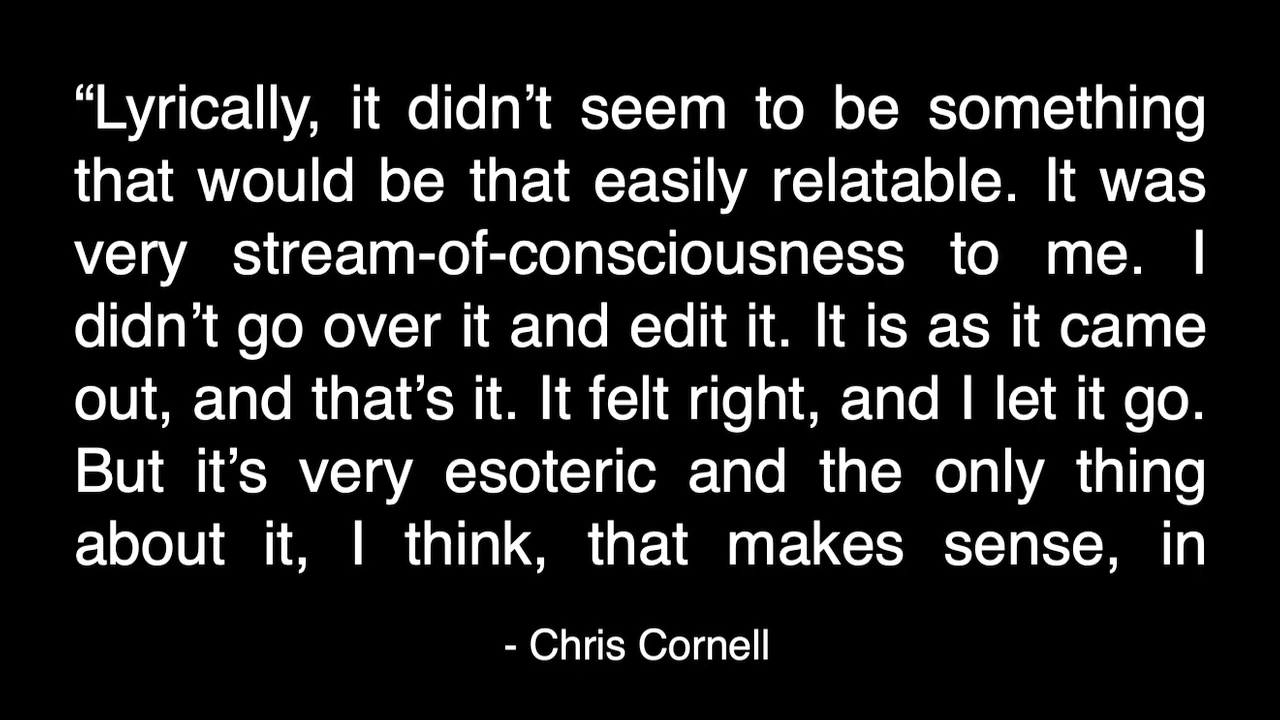 “Lyrically, it didn’t seem to be something
that would be that easily relatable. It was
very stream-of-consciousness to me. I
didn’t go over it and edit it. It is as it came
out, and that’s it. It felt right, and I let it go.
But it’s very esoteric and the only thing
about it, I think, that makes sense, in
- Chris Cornell